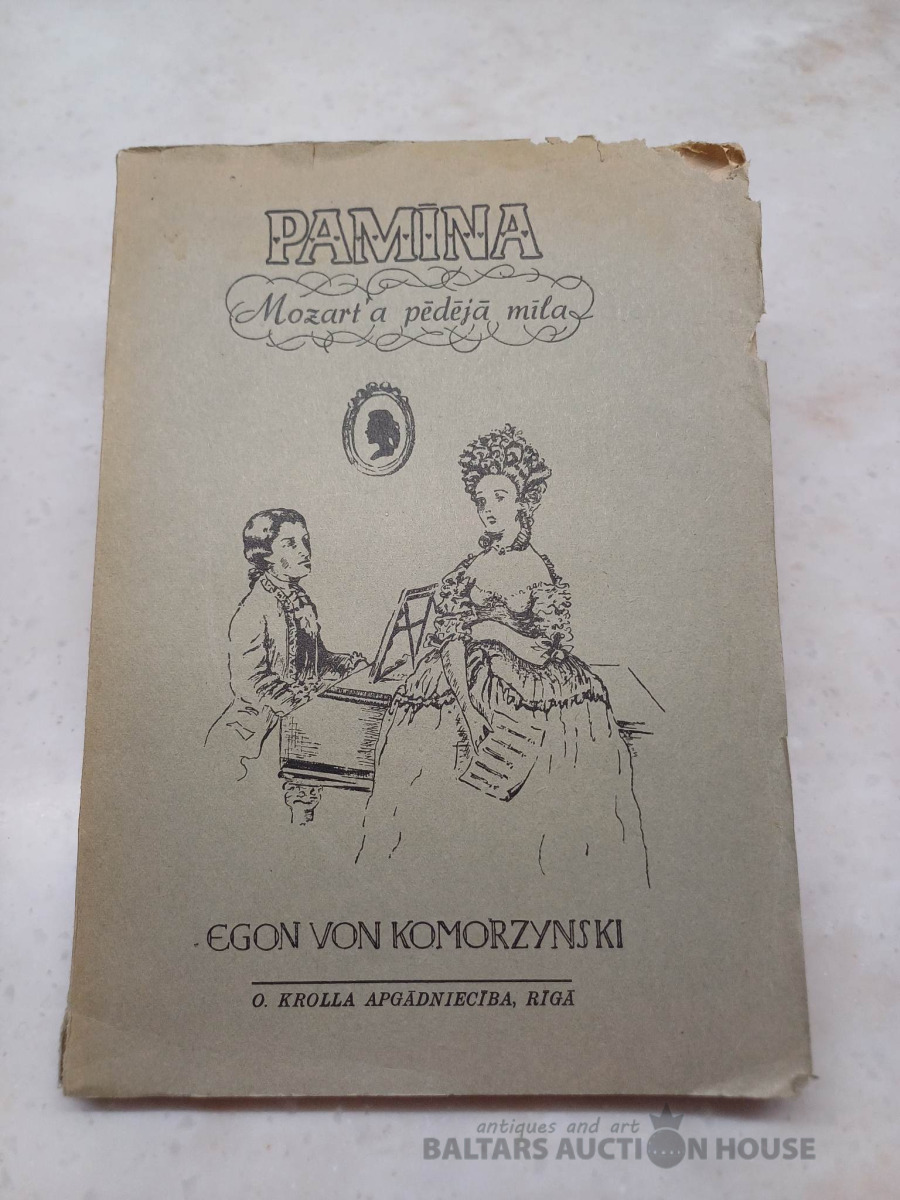 PAMĪNA
Mozart'a pēdējā mīla
EGON VON KOMORZYNSKI
O. KROLLA APGĀDNIECĪBA, RĪGĀ
antiques and art
BALTARS AUCTION HOUSE